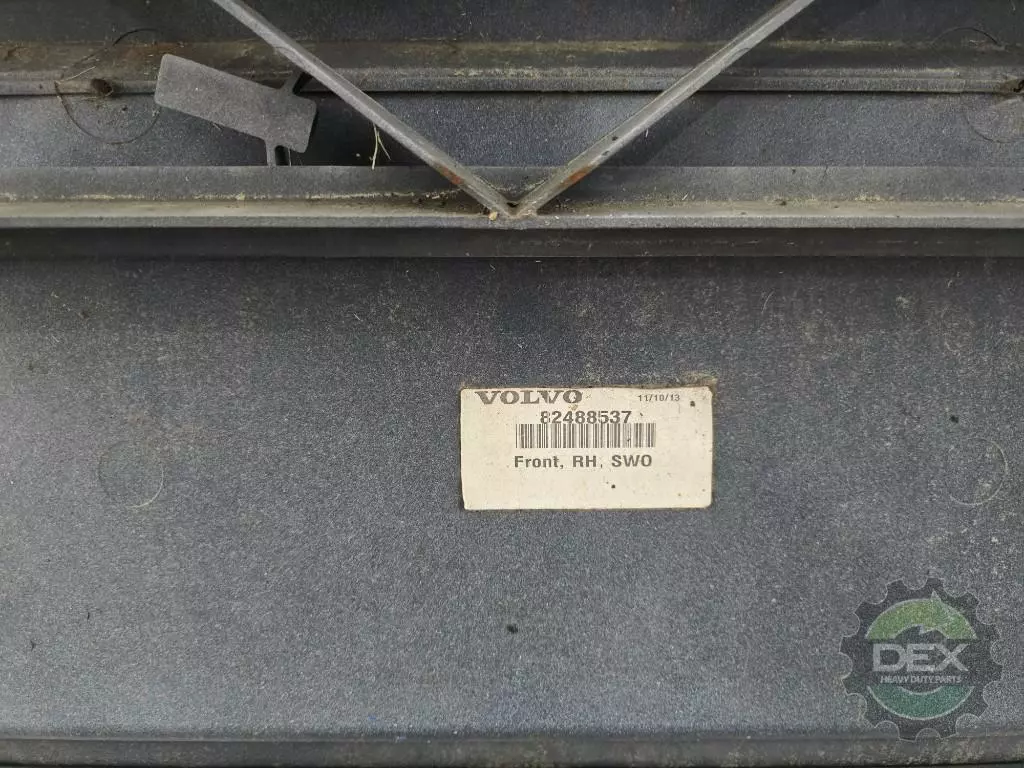 VOLVO 11/10/13
82488537
Front, RH, SWO
DEX
HEAVY DUTY PARTS